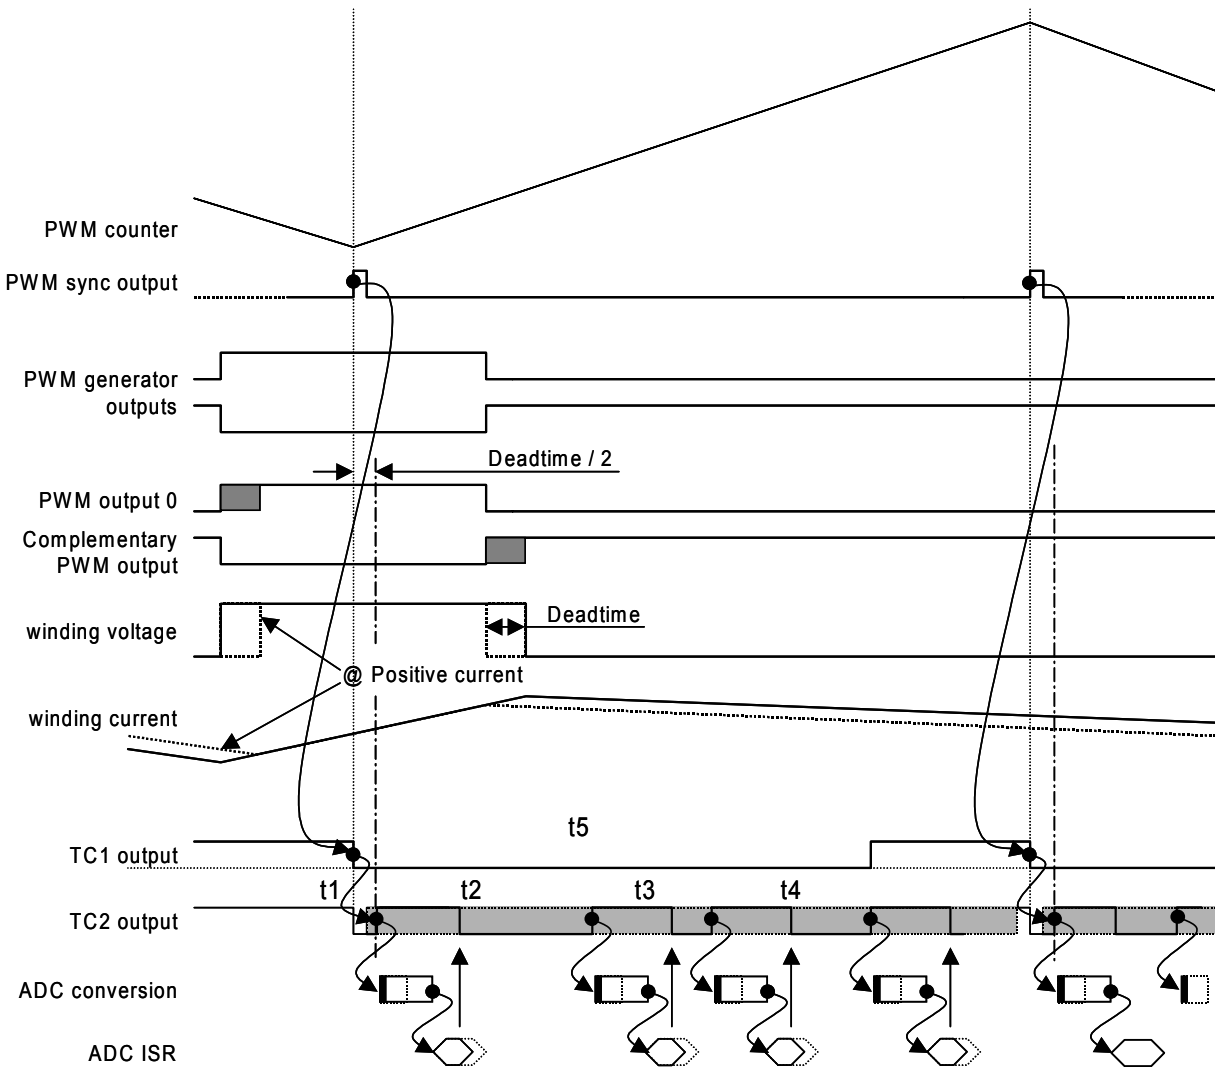 PWM counter
PWM sync output
PWM generator
outputs
Deadtime / 2
PWM output 0
Complementary
PWM output
Deadtime
winding voltage
@ Positive current
winding current
t5
TC1 output
t1 t2 t3 t4
TC2 output
ADC conversion
ADC ISR